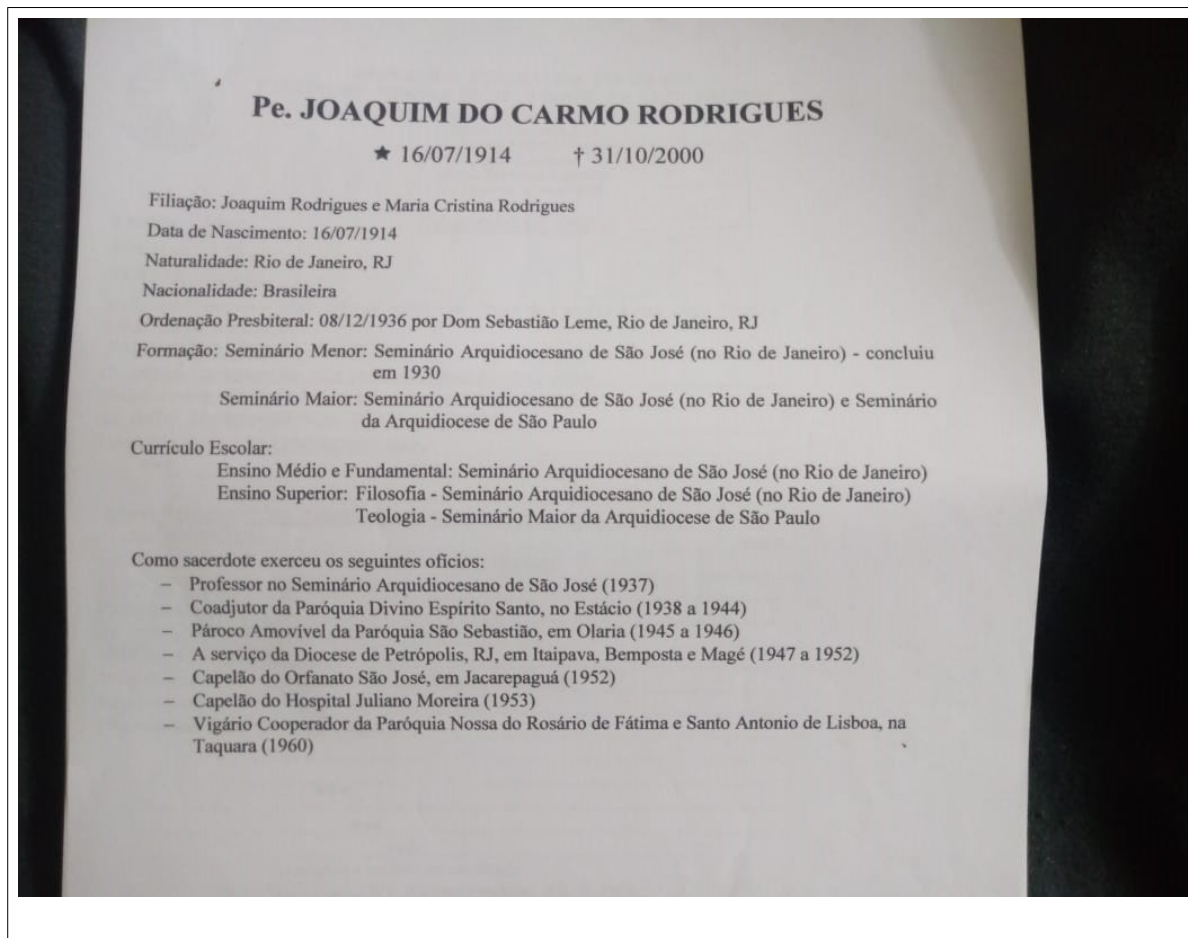 Pe. JOAQUIM DO CARMO RODRIGUES
★ 16/07/1914 † 31/10/2000
Filiação: Joaquim Rodrigues e Maria Cristina Rodrigues
Data de Nascimento: 16/07/1914
Naturalidade: Rio de Janeiro, RJ
Nacionalidade: Brasileira
Ordenação Presbiteral: 08/12/1936 por Dom Sebastião Leme, Rio de Janeiro, RJ
Formação: Seminário Menor: Seminário Arquidiocesano de São José (no Rio de Janeiro) - concluiu
em 1930
Seminário Maior: Seminário Arquidiocesano de São José (no Rio de Janeiro) e Seminário
da Arquidiocese de São Paulo
Currículo Escolar:
Ensino Médio e Fundamental: Seminário Arquidiocesano de São José (no Rio de Janeiro)
Ensino Superior: Filosofia - Seminário Arquidiocesano de São José (no Rio de Janeiro)
Teologia - Seminário Maior da Arquidiocese de São Paulo
Como sacerdote exerceu os seguintes ofícios:
– Professor no Seminário Arquidiocesano de São José (1937)
– Coadjutor da Paróquia Divino Espírito Santo, no Estácio (1938 a 1944)
– Pároco Amovível da Paróquia São Sebastião, em Olaria (1945 a 1946)
– A serviço da Diocese de Petrópolis, RJ, em Itaipava, Bemposta e Magé (1947 a 1952)
– Capelão do Orfanato São José, em Jacarepaguá (1952)
– Capelão do Hospital Juliano Moreira (1953)
– Vigário Cooperador da Paróquia Nossa do Rosário de Fátima e Santo Antonio de Lisboa, na
Taquara (1960)